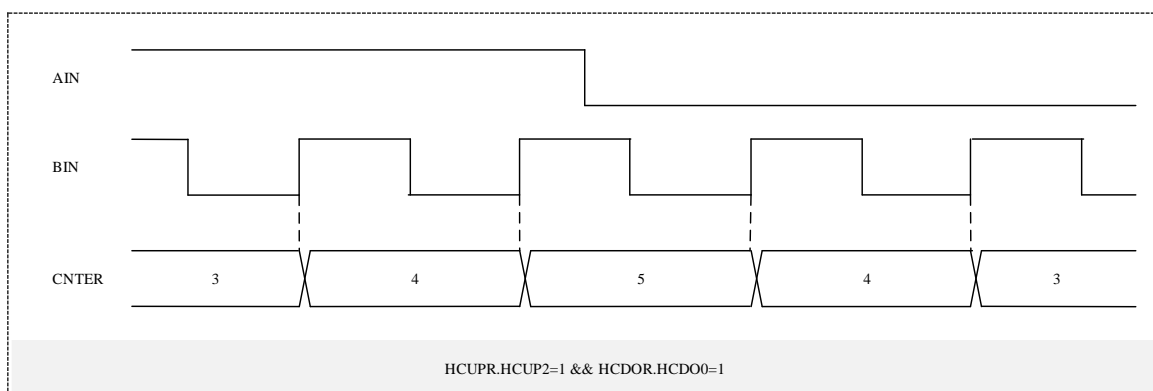 AIN
BIN
CNTER 3 4 5 4 3
HCUPR.HCUP2=1 && HCDOR.HCDO0=1